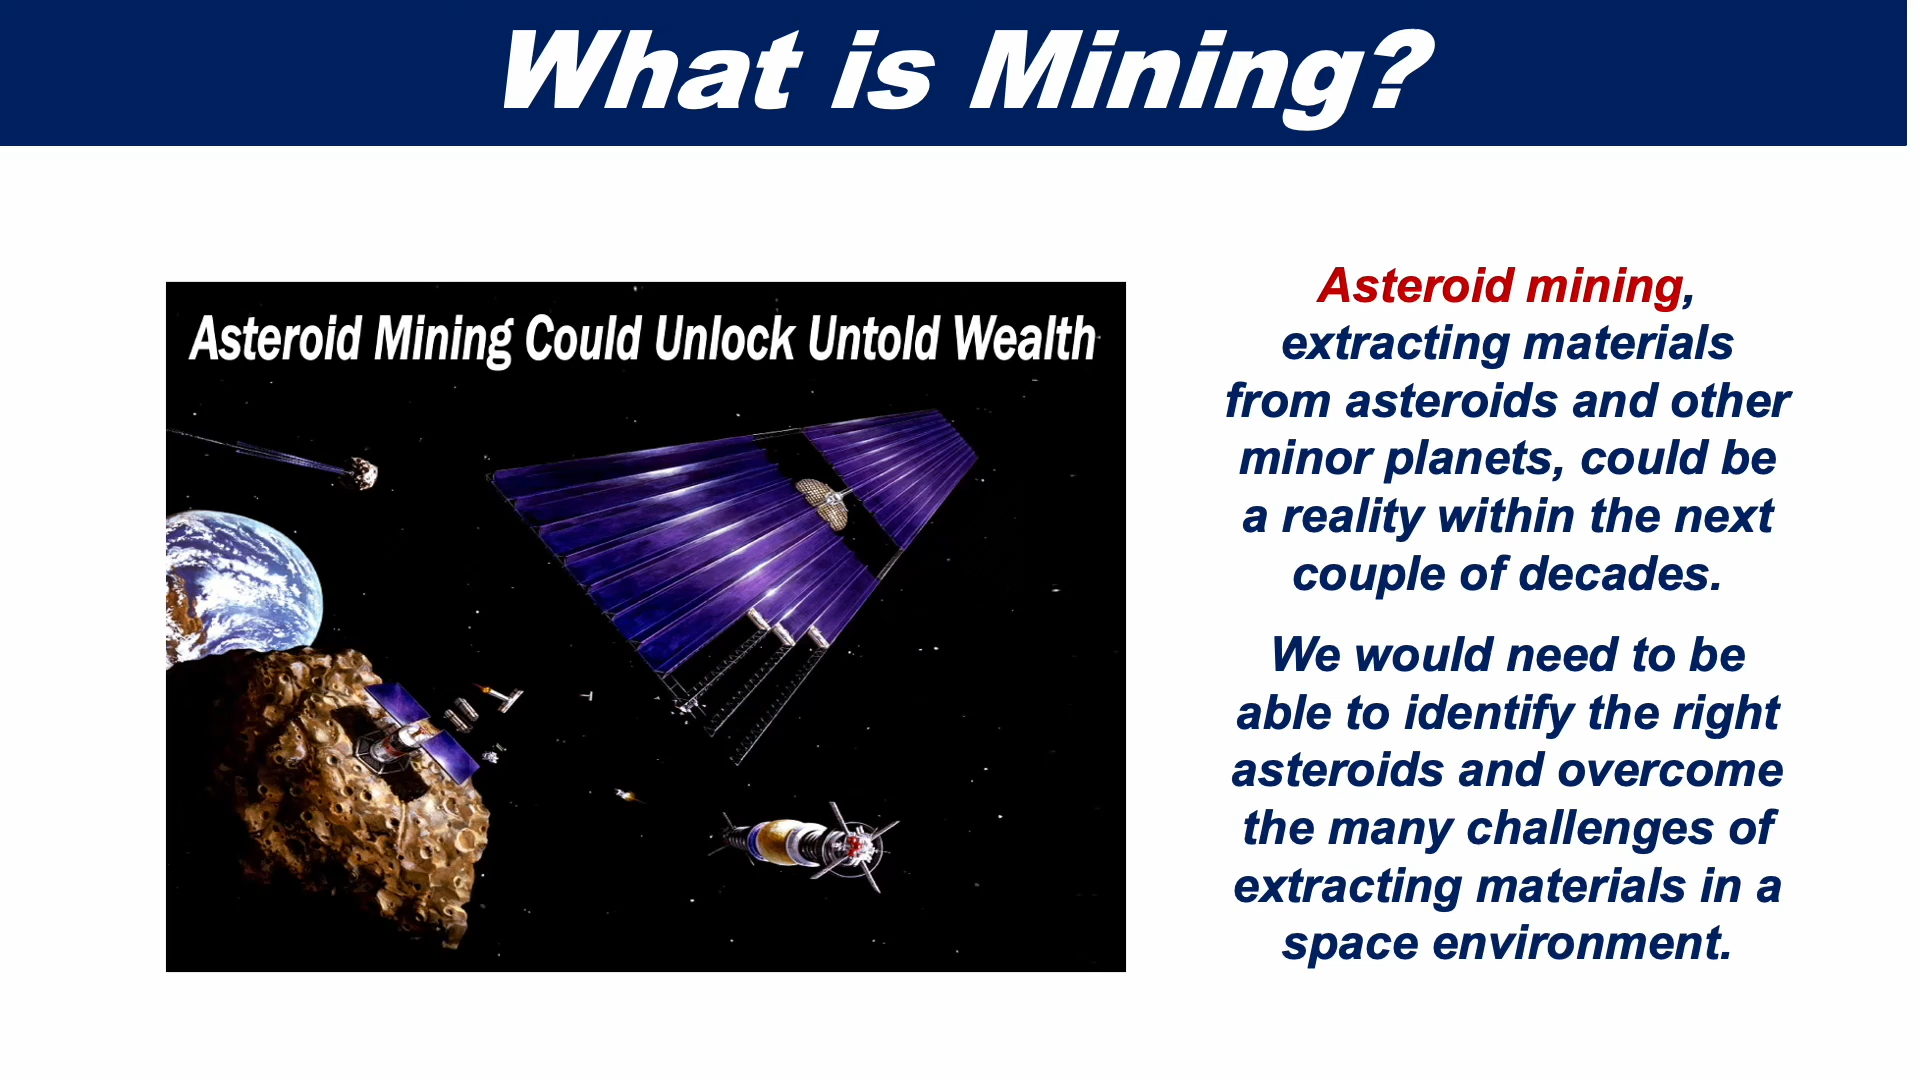 What is Mining?
Asteroid Mining Could Unlock Untold Wealth
Asteroid mining,
extracting materials
from asteroids and other
minor planets, could be
a reality within the next
couple of decades.
We would need to be
able to identify the right
asteroids and overcome
the many challenges of
extracting materials in a
space environment.